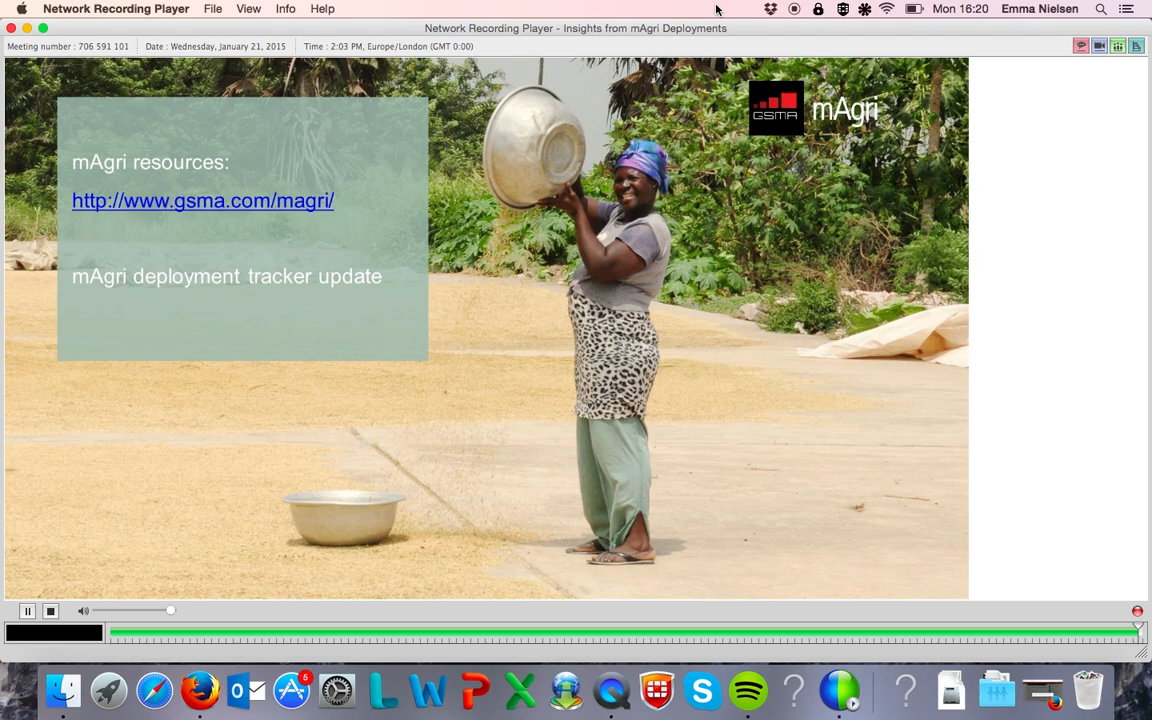 Network Recording Player File View Info Help Mon 16:20 Emma Nielsen
Network Recording Player - Insights from mAgri Deployments
Meeting number : 706 591 101 Date : Wednesday, January 21, 2015 Time : 2:03 PM, Europe/London (GMT 0:00)
GSMA mAgri
mAgri resources:
http://www.gsma.com/magri/
mAgri deployment tracker update
5